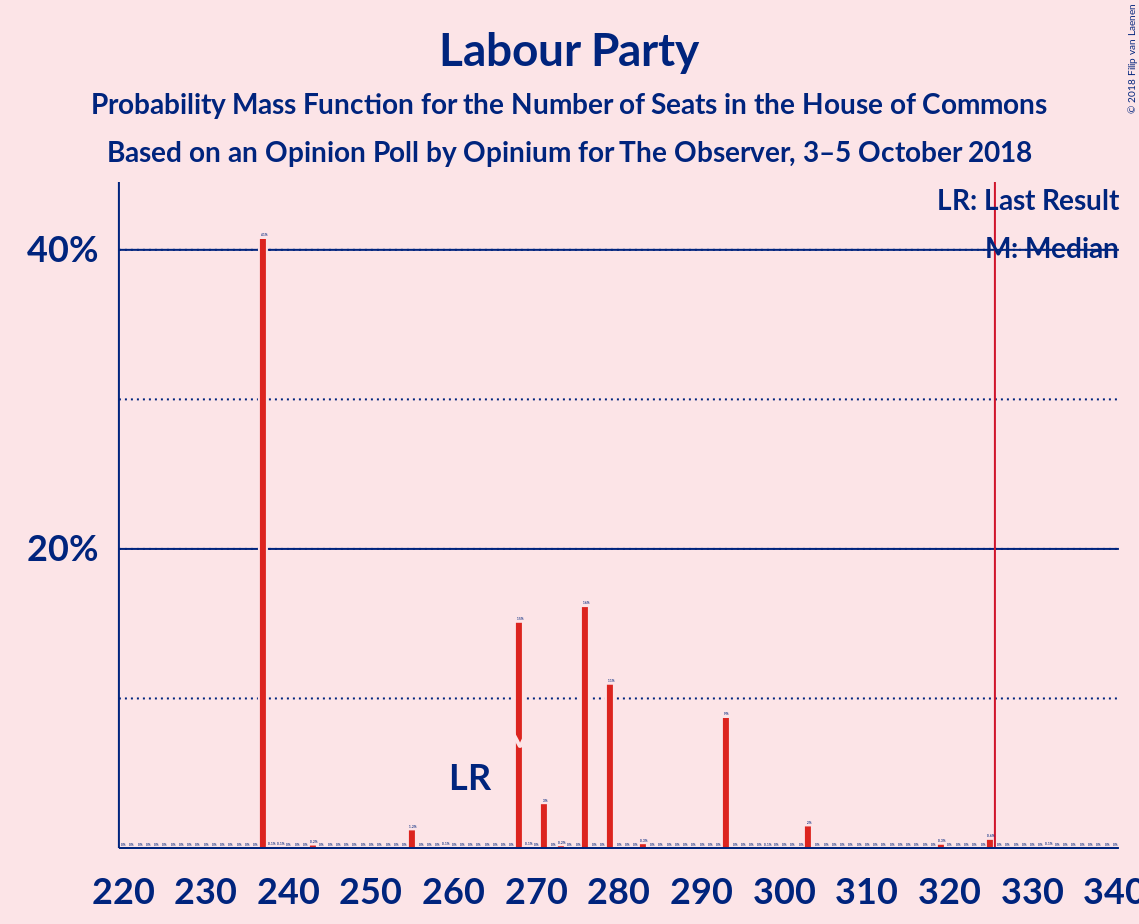 Labour Party
Probability Mass Function for the Number of Seats in the House of Commons
Based on an Opinion Poll by Opinium for The Observer, 3–5 October 2018
© 2018 Filip van Laenen
LR: Last Result
M: Median
40%
20%
LR
220 230 240 250 260 270 280 290 300 310 320 330 340